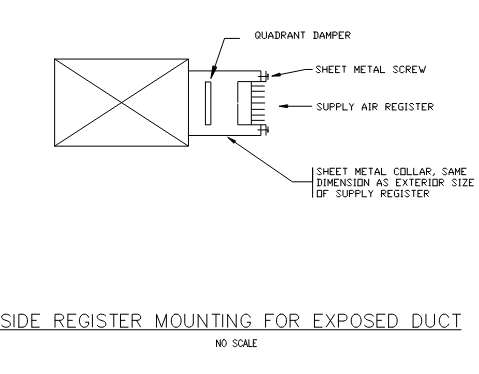 QUADRANT DAMPER
SHEET METAL SCREW
SUPPLY AIR REGISTER
SHEET METAL COLLAR, SAME
DIMENSION AS EXTERIOR SIZE
OF SUPPLY REGISTER
SIDE REGISTER MOUNTING FOR EXPOSED DUCT
NO SCALE